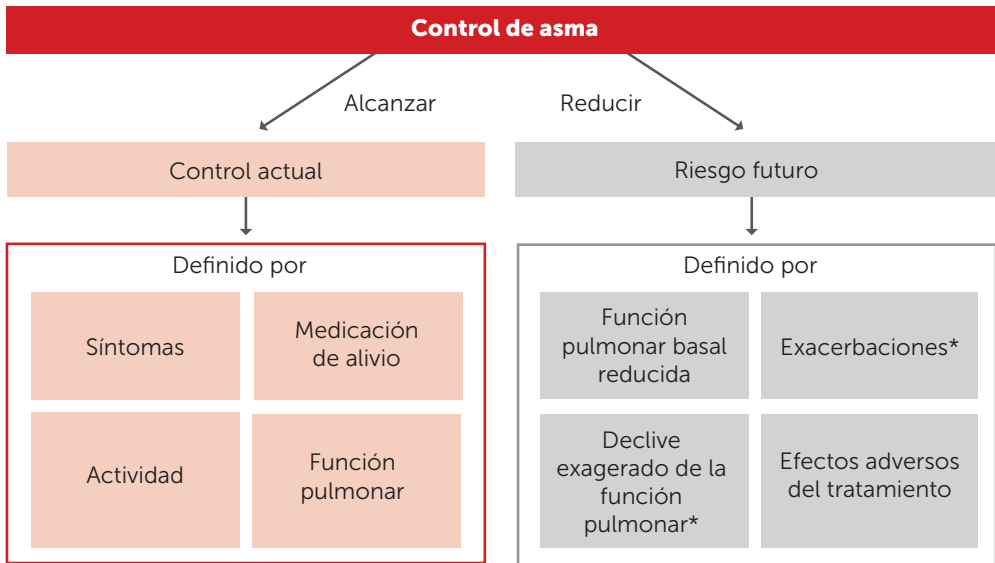 Control de asma
Alcanzar
Reducir
Control actual
Riesgo futuro
Definido por
Síntomas
Medicación
de alivio
Actividad
Función
pulmonar
Definido por
Función
pulmonar basal
reducida
Exacerbaciones*
Declive
exagerado de la
función
pulmonar*
Efectos adversos
del tratamiento